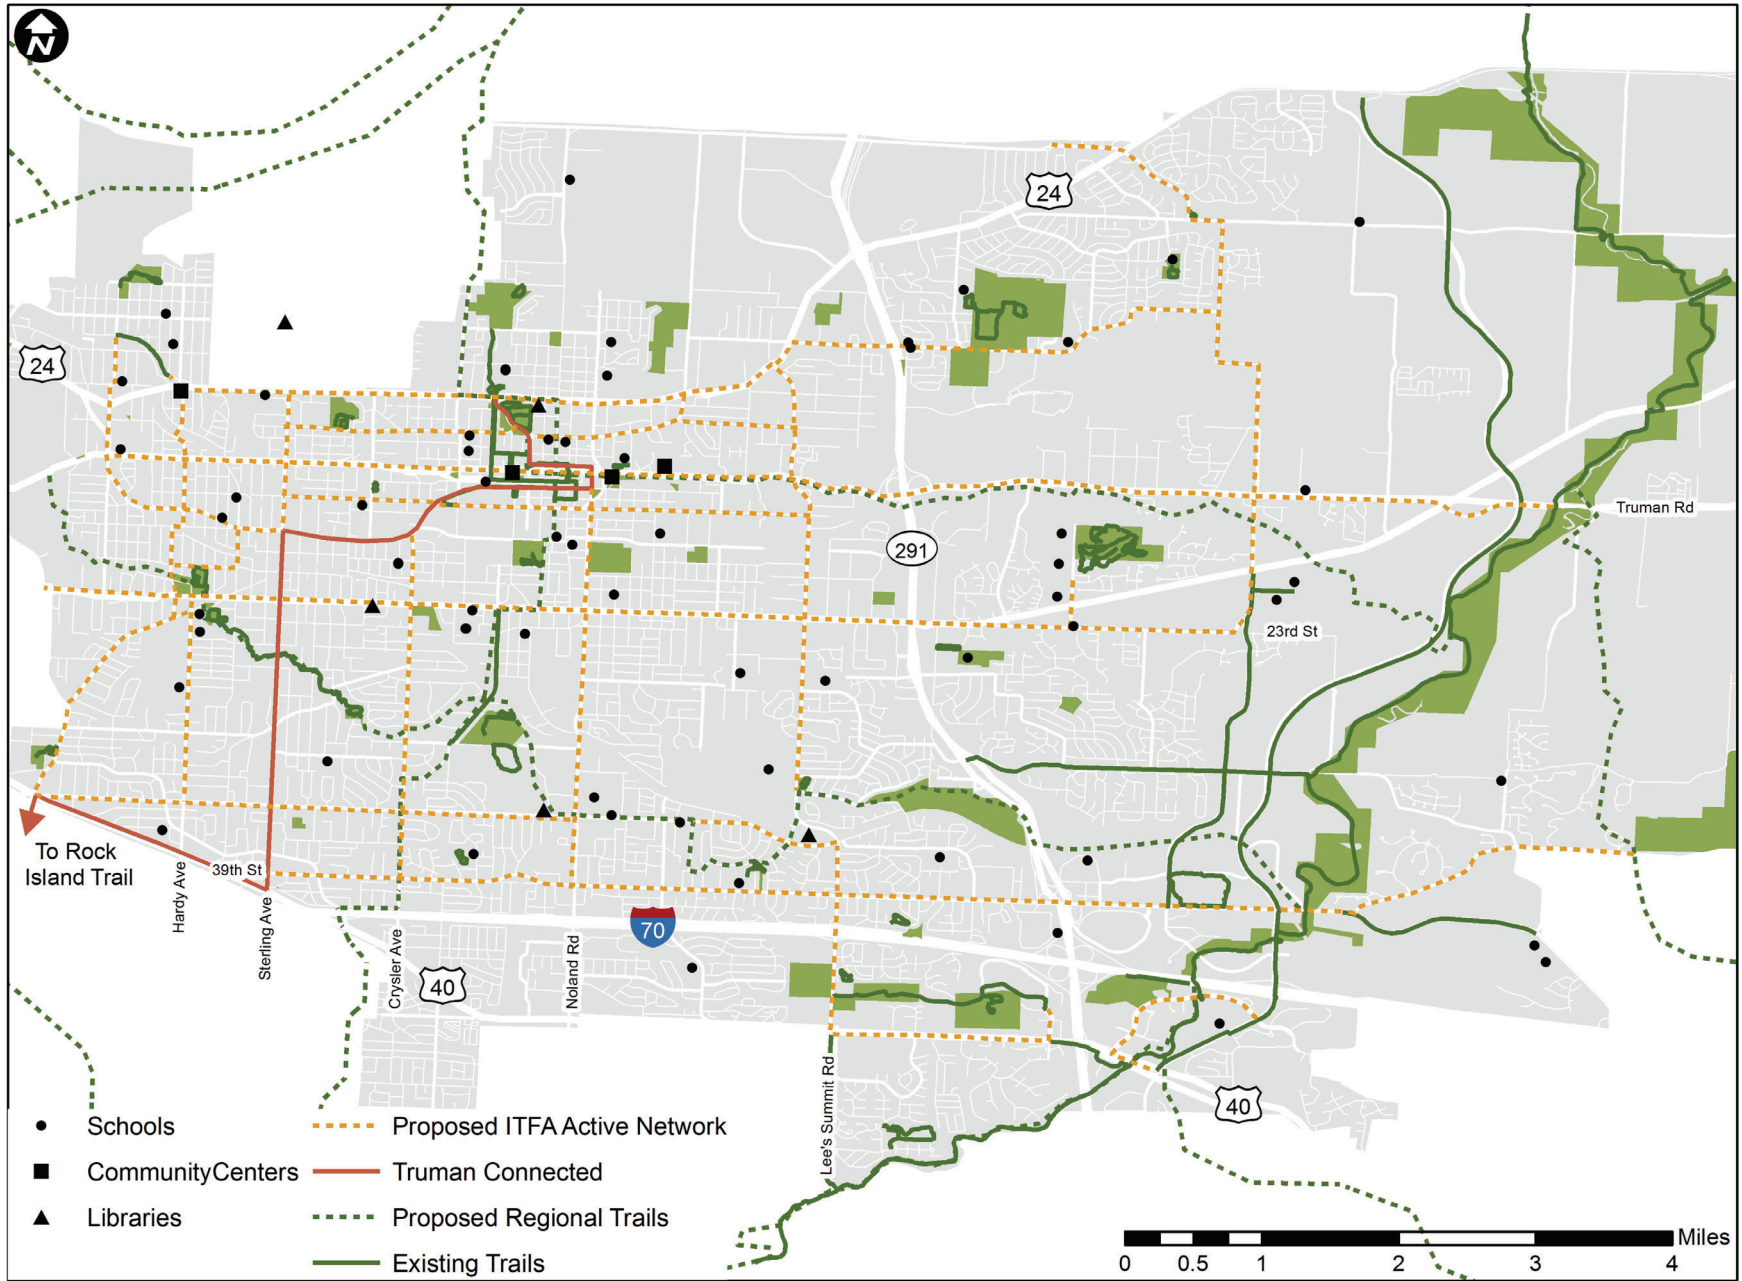 N
24
24
291
Truman Rd
23rd St
To Rock
Island Trail
39th St
Hardy Ave
Sterling Ave
Crysler Ave
Noland Rd
70
40
Lee's Summit Rd
40
Schools
CommunityCenters
Libraries
Proposed ITFA Active Network
Truman Connected
Proposed Regional Trails
Existing Trails
Miles
0 0.5 1 2 3 4